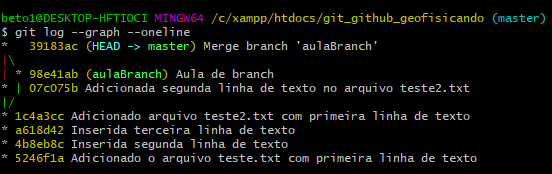 beto1@DESKTOP-HFTIOCI MINGW64 /c/xampp/htdocs/git_github_geofisicando (master)
$ git log --graph --oneline
*   39183ac (HEAD -> master) Merge branch 'aulaBranch'
|\
| * 98e41ab (aulaBranch) Aula de branch
* | 07c075b Adicionada segunda linha de texto no arquivo teste2.txt
|/
* 1c4a3cc Adicionado arquivo teste2.txt com primeira linha de texto
* a618d42 Inserida terceira linha de texto
* 4b8eb8c Inserida segunda linha de texto
* 5246f1a Adicionado o arquivo teste.txt com primeira linha de texto